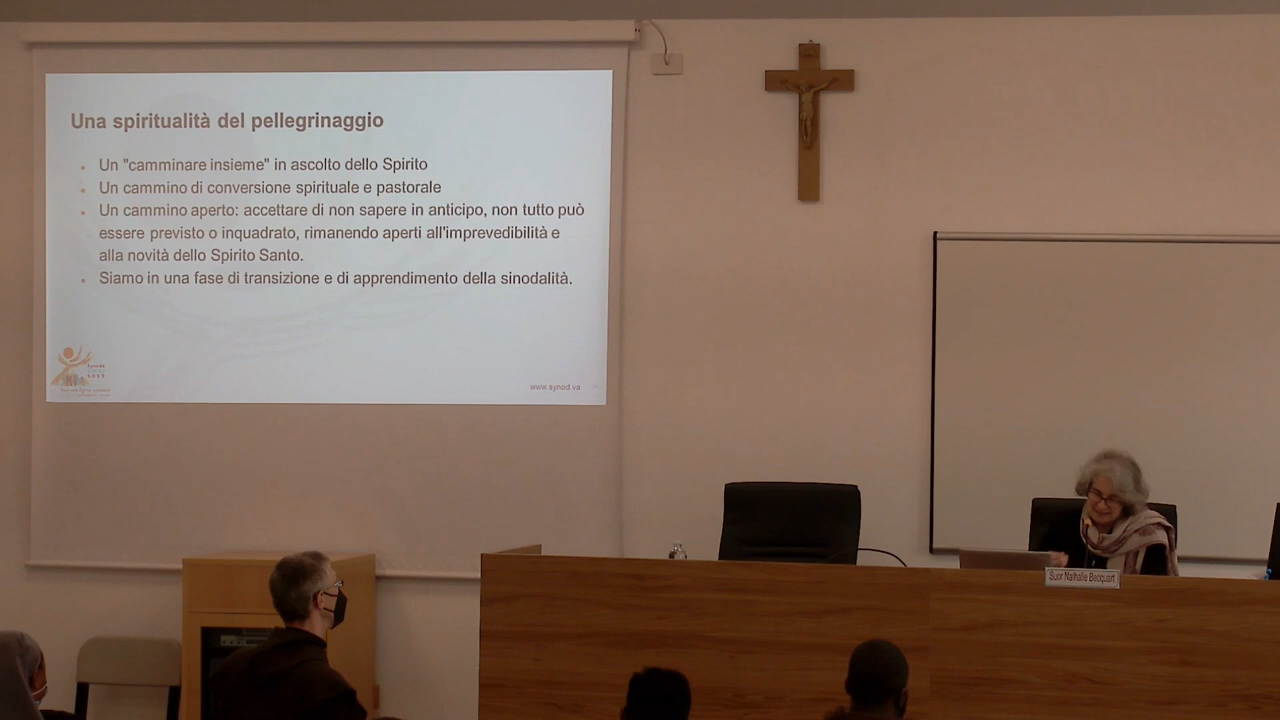 Una spiritualità del pellegrinaggio
Un "camminare insieme" in ascolto dello Spirito
Un cammino di conversione spirituale e pastorale
Un cammino aperto: accettare di non sapere in anticipo, non tutto può
essere previsto o inquadrato, rimanendo aperti all'imprevedibilità e
alla novità dello Spirito Santo.
Siamo in una fase di transizione e di apprendimento della sinodalità.
www.synod.va
Suor Nathalie Becquart